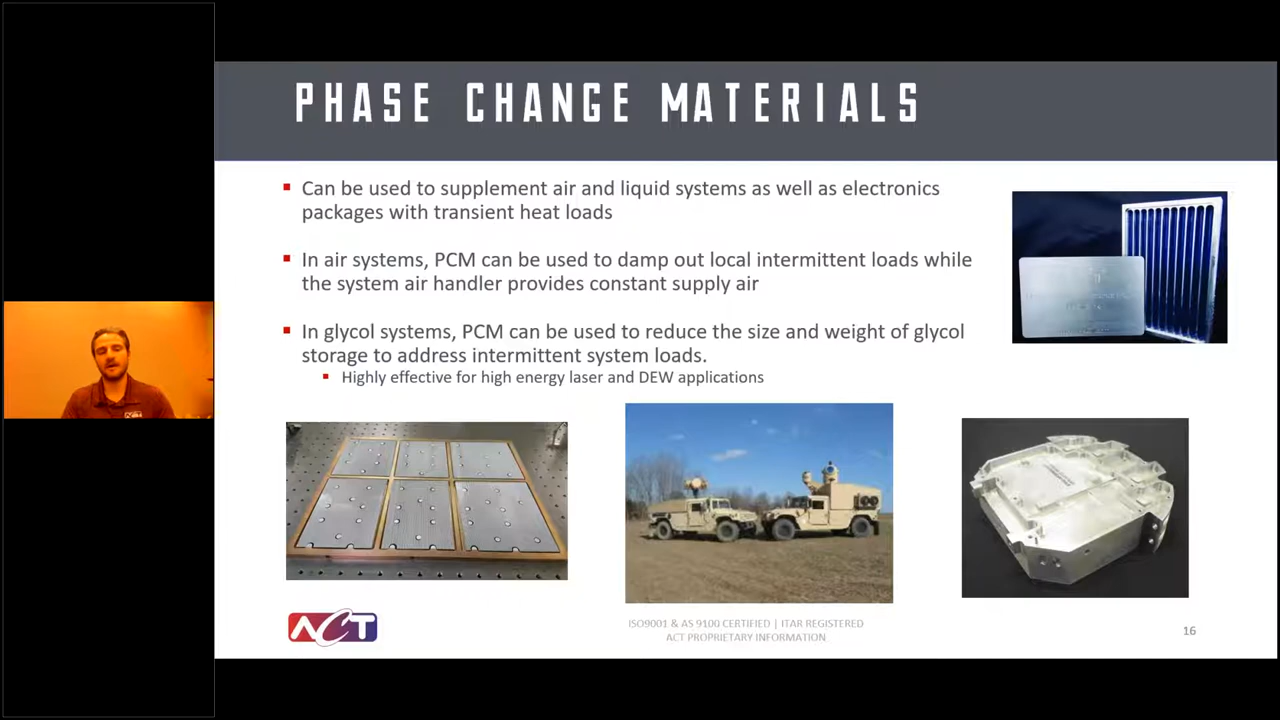 PHASE CHANGE MATERIALS
Can be used to supplement air and liquid systems as well as electronics
packages with transient heat loads
In air systems, PCM can be used to damp out local intermittent loads while
the system air handler provides constant supply air
In glycol systems, PCM can be used to reduce the size and weight of glycol
storage to address intermittent system loads.
Highly effective for high energy laser and DEW applications
ACT
ACT
ISO9001 & AS 9100 CERTIFIED | ITAR REGISTERED
ACT PROPRIETARY INFORMATION
16